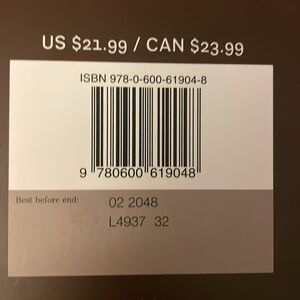 US $21.99 / CAN $23.99
ISBN 978-0-600-61904-8
9 780600 619048
Best before end: 02 2048
L4937 32